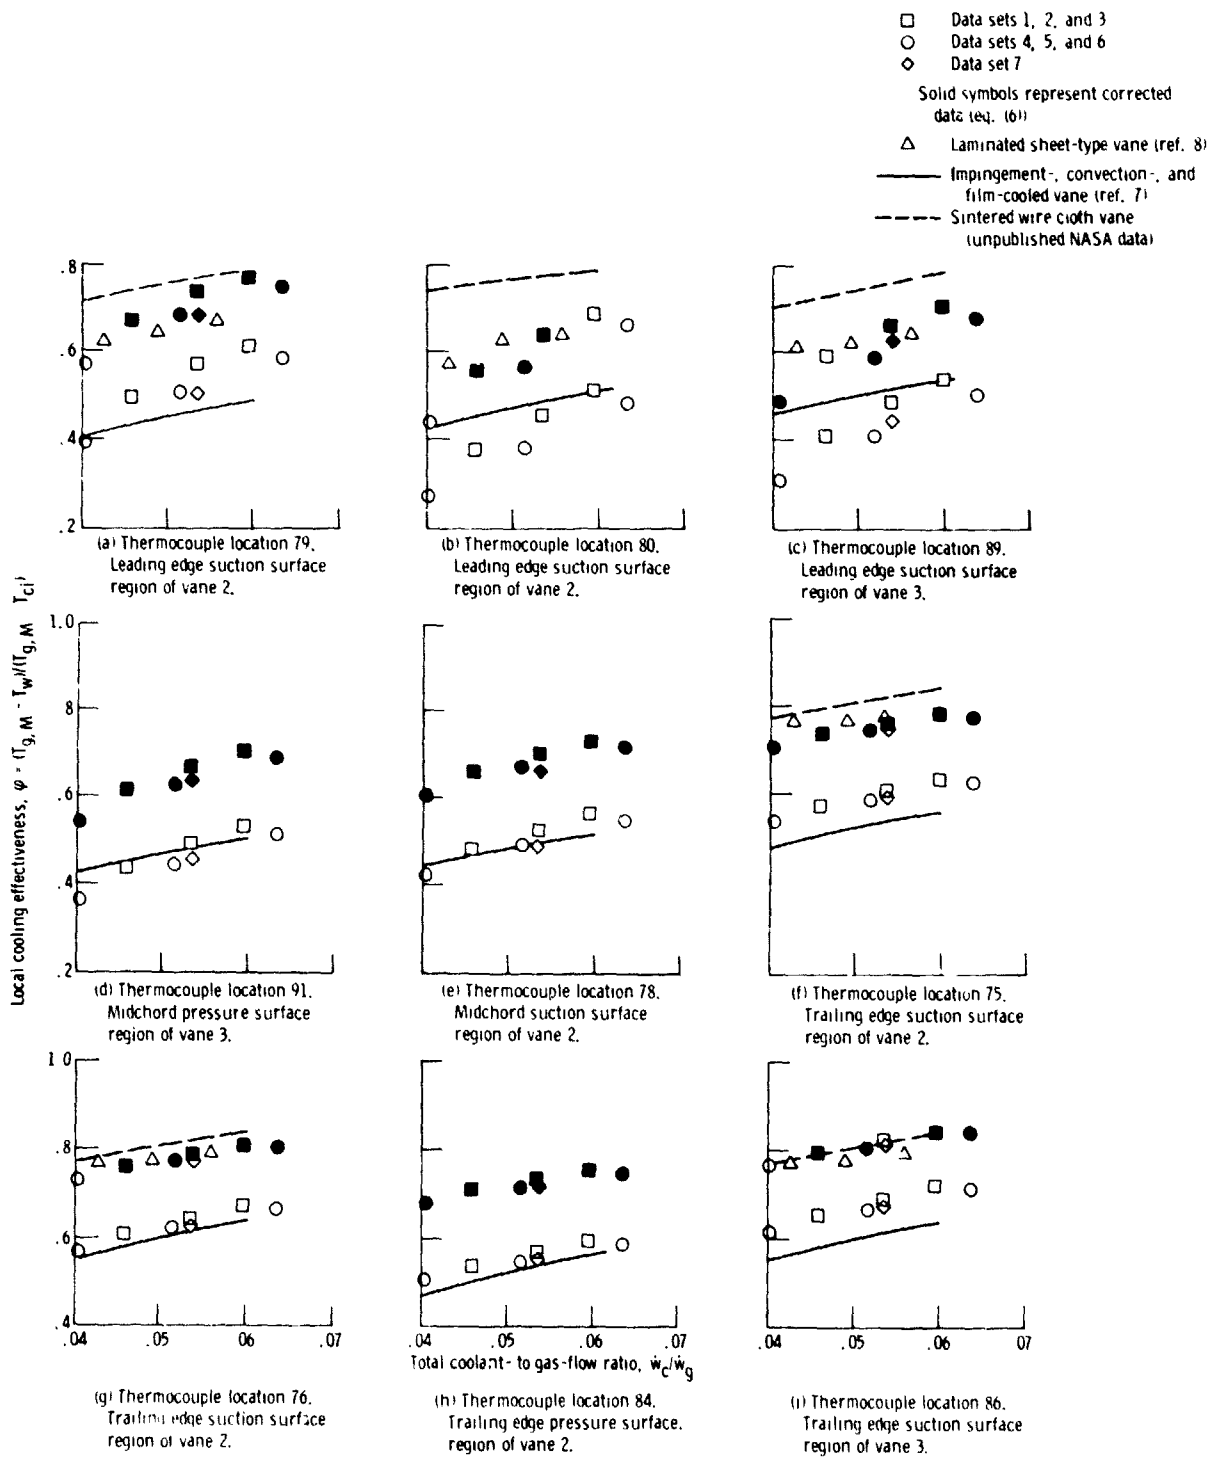 Data sets 1, 2, and 3
Data sets 4, 5, and 6
Data set 7
Solid symbols represent corrected
data (eq. (6))
Laminated sheet-type vane (ref. 8)
Impingement-, convection-, and
film-cooled vane (ref. 7)
Sintered wire cloth vane
(unpublished NASA data)
.8
.6
.4
.2
(a) Thermocouple location 79.
Leading edge suction surface
region of vane 2.
(b) Thermocouple location 80.
Leading edge suction surface
region of vane 2.
(c) Thermocouple location 89.
Leading edge suction surface
region of vane 3.
Local cooling effectiveness, φ = (Tg, M - Tw)/(Tg, M Tci)
1.0
.8
.6
.4
.2
(d) Thermocouple location 91.
Midchord pressure surface
region of vane 3.
(e) Thermocouple location 78.
Midchord suction surface
region of vane 2.
(f) Thermocouple location 75.
Trailing edge suction surface
region of vane 2.
1 0
.8
.6
.4
.04 .05 .06 .07
.04 .05 .06 .07
.04 .05 .06 .07
Total coolant- to gas-flow ratio, ẇc/ẇg
(g) Thermocouple location 76.
Trailing edge suction surface
region of vane 2.
(h) Thermocouple location 84.
Trailing edge pressure surface.
region of vane 2.
(i) Thermocouple location 86.
Trailing edge suction surface
region of vane 3.